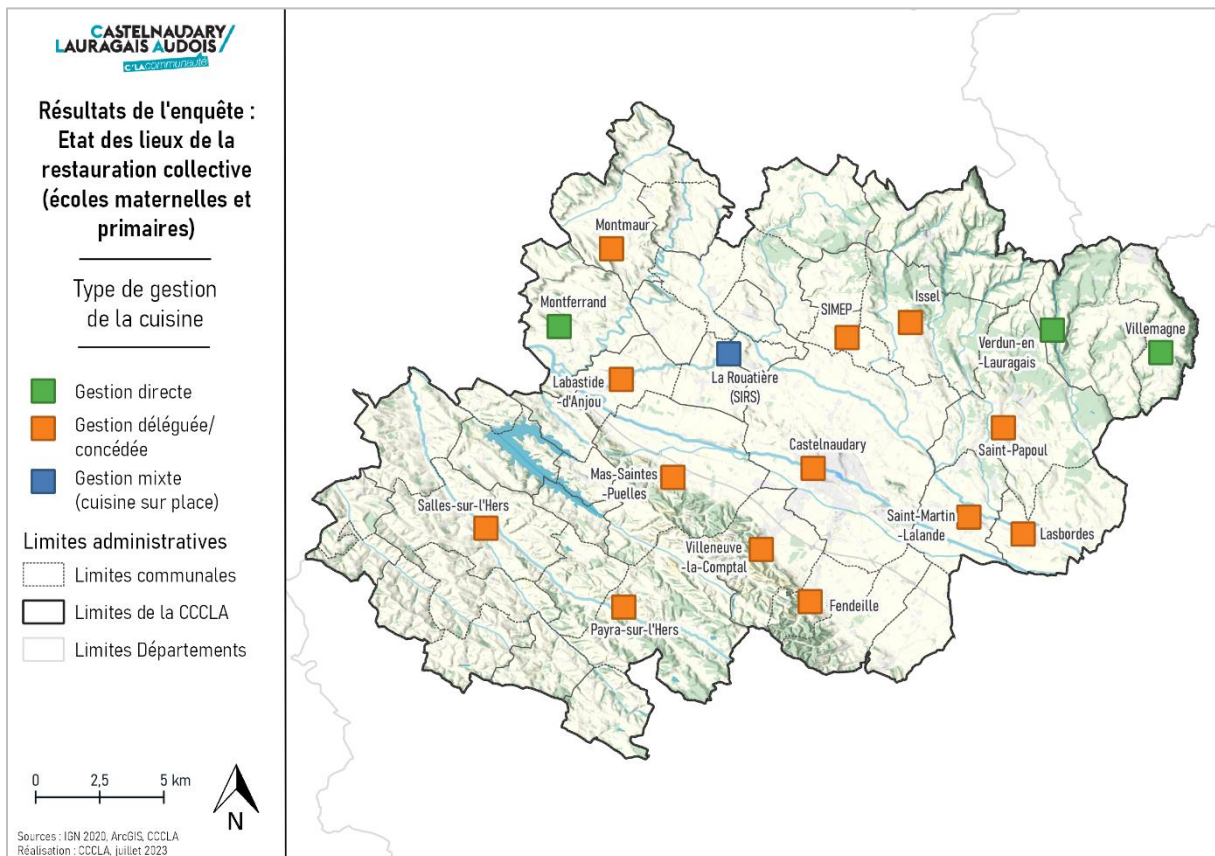 CASTELNAUDARY
LAURAGAIS AUDOIS
C'LA communauté
Résultats de l'enquête :
Etat des lieux de la
restauration collective
(écoles maternelles et
primaires)
Type de gestion
de la cuisine
Gestion directe
Gestion déléguée/
concédée
Gestion mixte
(cuisine sur place)
Limites administratives
Limites communales
Limites de la CCCLA
Limites Départements
0 2,5 5 km
N
Sources : IGN 2020, ArcGIS, CCCLA
Réalisation : CCCLA, juillet 2023
Montmaur
Montferrand
SIMEP
Issel
Verdun-en
-Lauragais
Villemagne
Labastide
-d'Anjou
La Rouatière
(SIRS)
Saint-Papoul
Castelnaudary
Mas-Saintes
-Puelles
Salles-sur-l'Hers
Saint-Martin
-Lalande
Lasbordes
Villeneuve
-la-Comptal
Fendeille
Payra-sur-l'Hers